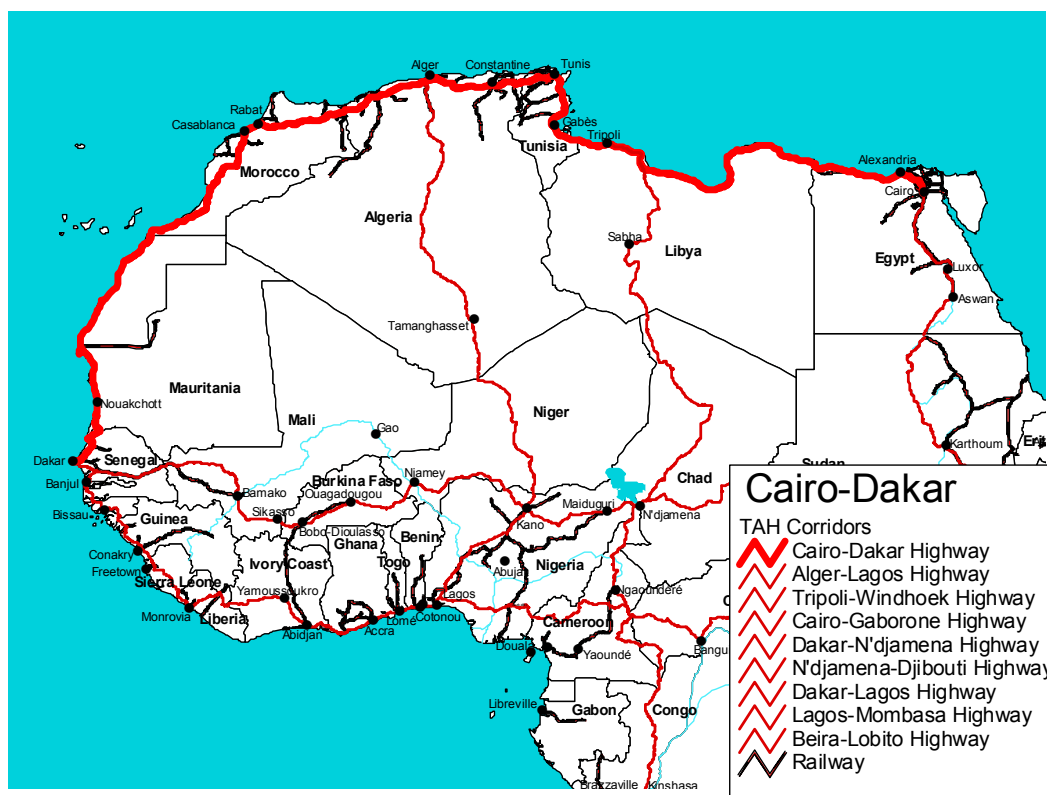 Alger
Constantine
Tunis
Rabat
Casablanca
Gabès
Tripoli
Tunisia
Morocco
Alexandria
Cairo
Algeria
Sabha
Libya
Egypt
Luxor
Aswan
Tamanghasset
Mauritania
Nouakchott
Mali
Niger
Gao
Karthoum
Erit
Dakar
Senegal
Banjul
Niamey
Burkina Faso
Ouagadougou
Bamako
Chad
Sudan
Bissau
Sikasso
Maiduguri
N'djamena
Guinea
Bobo-Dioulasso
Kano
Ghana
Benin
Conakry
Freetown
Ivory Coast
Togo
Abuja
Nigeria
Sierra Leone
Yamoussoukro
Lagos
Ngaoundéré
Monrovia
Liberia
Abidjan
Accra
Lomé
Cotonou
Cameroon
Douala
Yaoundé
Bangu
C
Libreville
Gabon
Congo
Brazzaville
Kinshasa
Cairo-Dakar
TAH Corridors
Cairo-Dakar Highway
Alger-Lagos Highway
Tripoli-Windhoek Highway
Cairo-Gaborone Highway
Dakar-N'djamena Highway
N'djamena-Djibouti Highway
Dakar-Lagos Highway
Lagos-Mombasa Highway
Beira-Lobito Highway
Railway